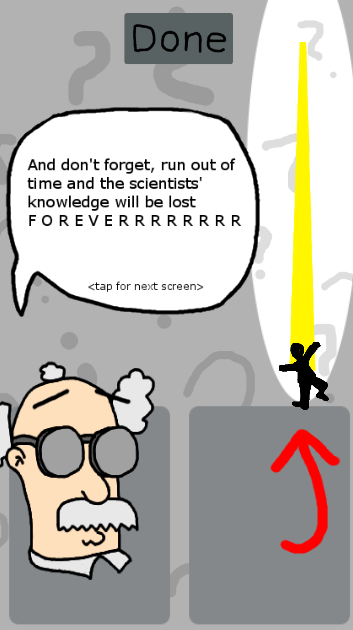 Done
And don't forget, run out of
time and the scientists'
knowledge will be lost
F O R E V E R R R R R R R R
<tap for next screen>